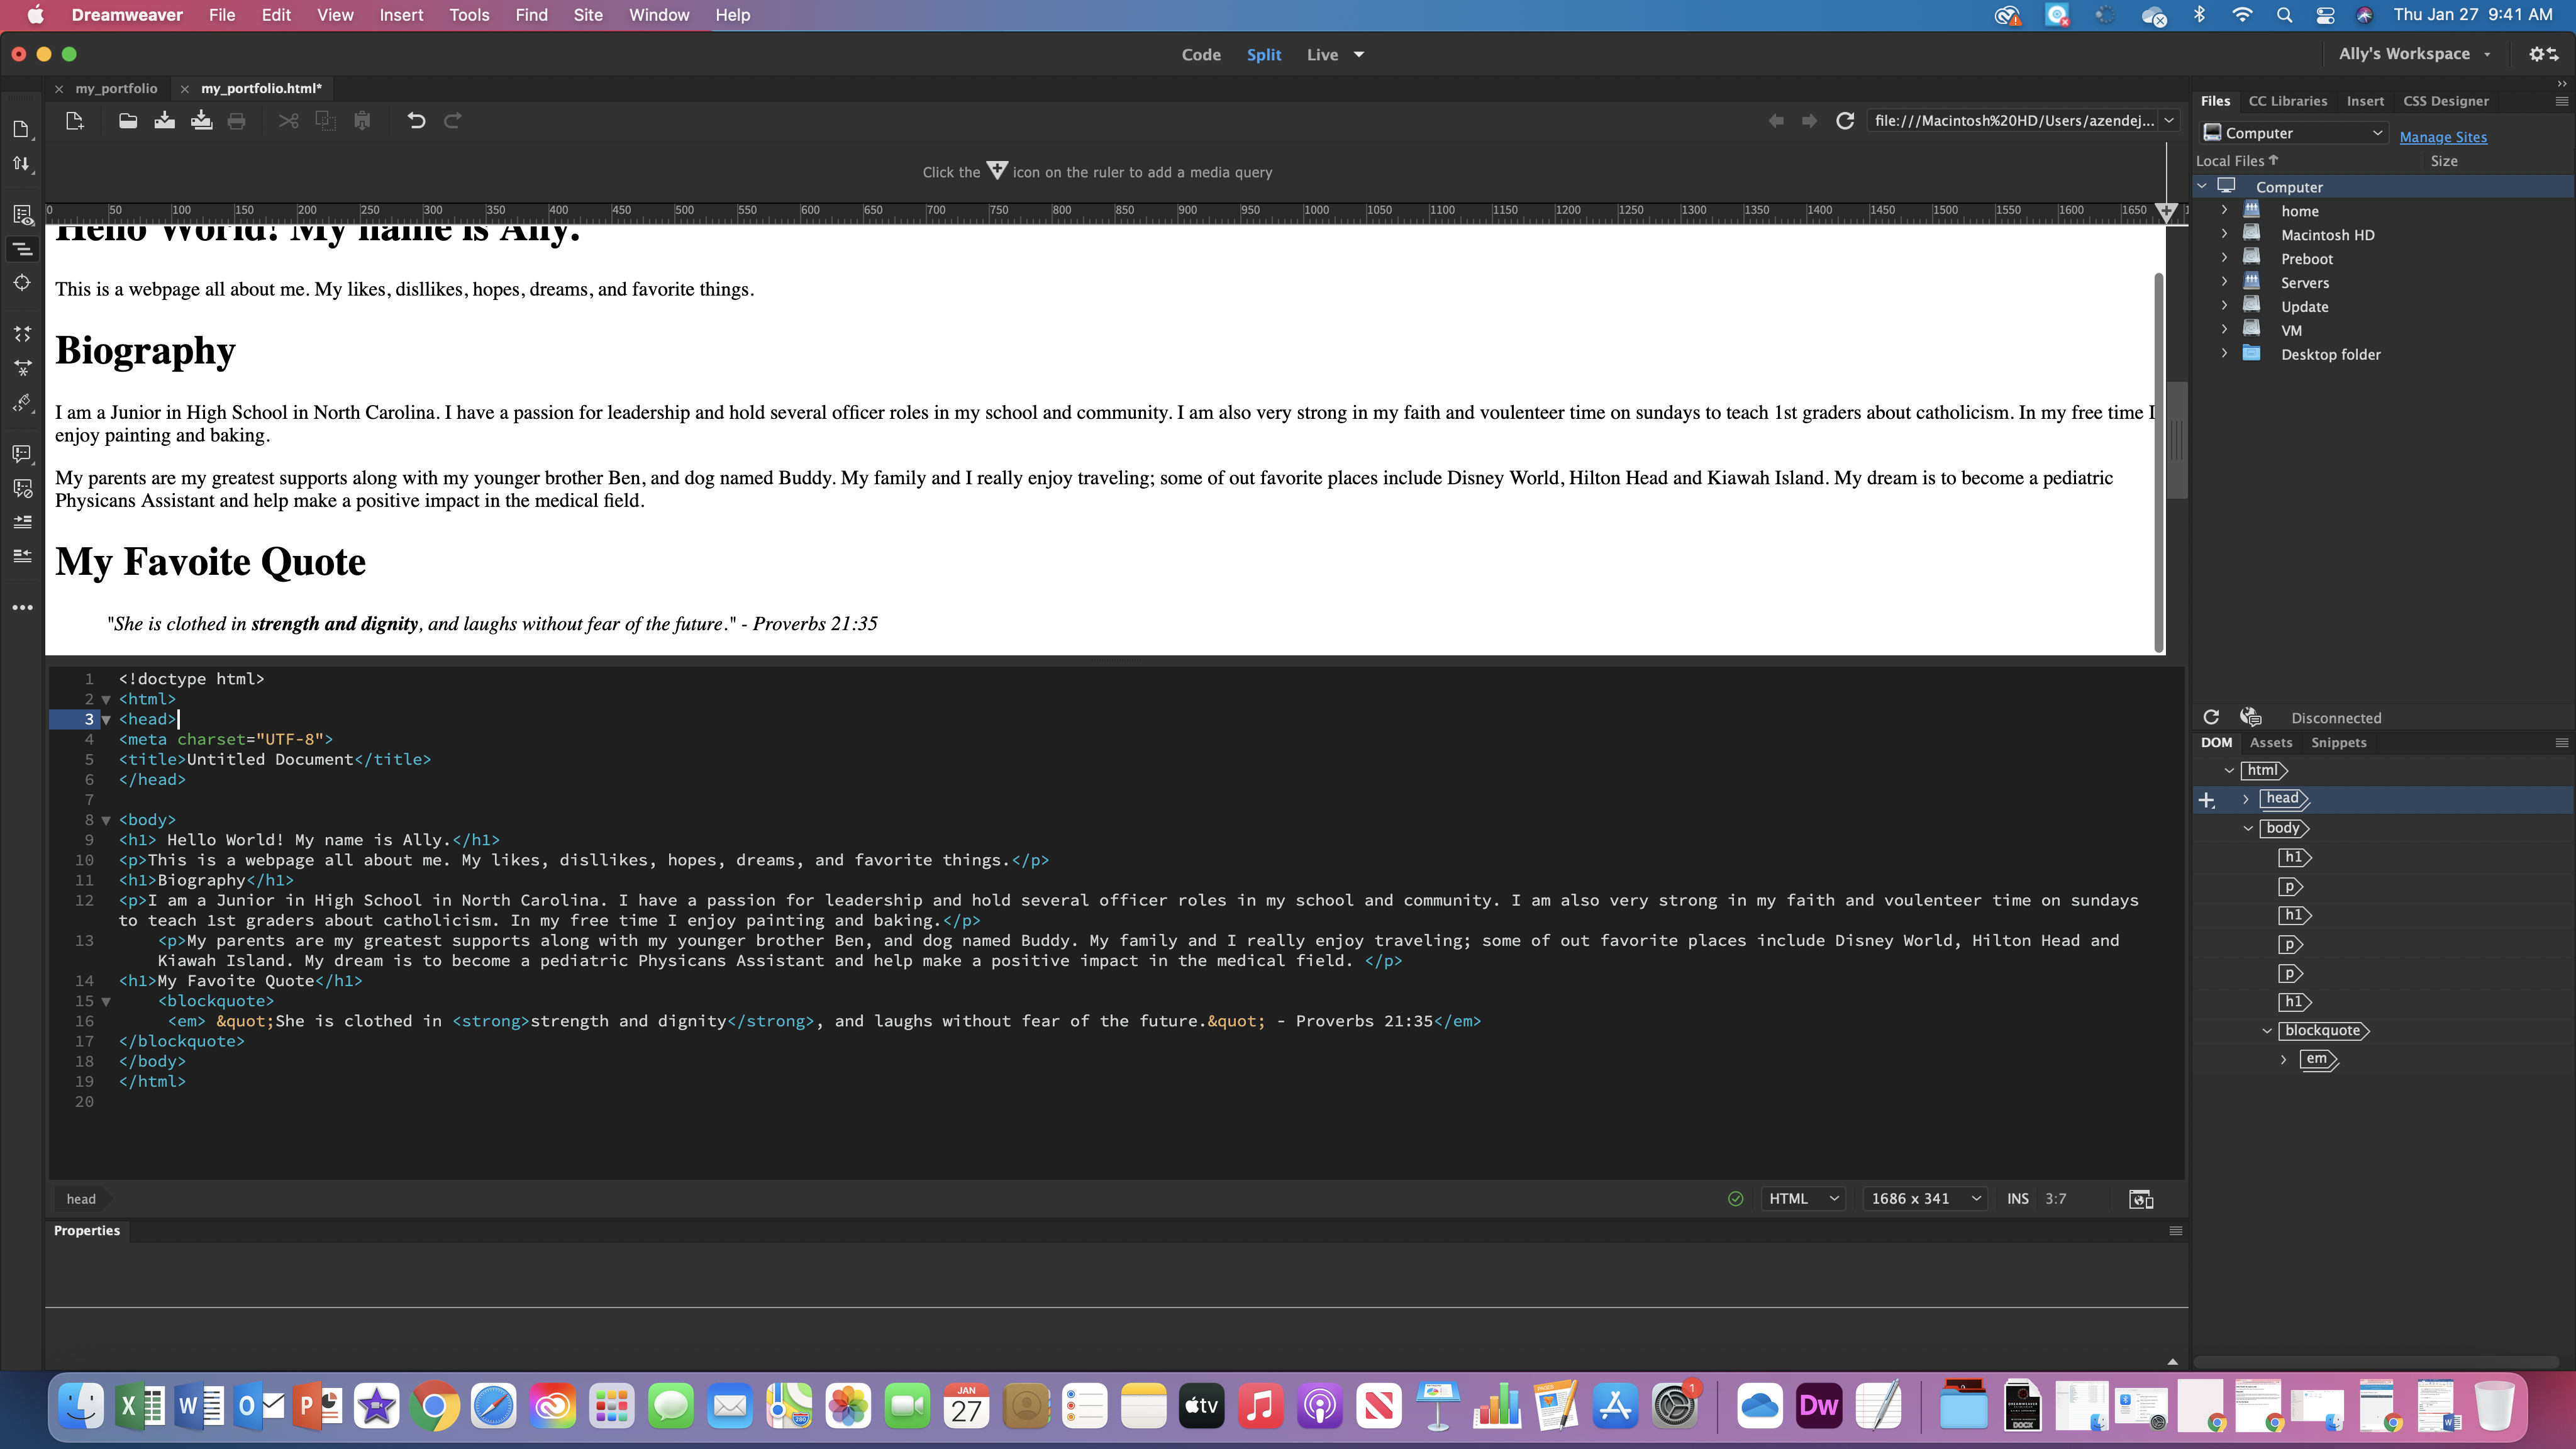 Dreamweaver File Edit View Insert Tools Find Site Window Help
Thu Jan 27 9:41 AM
Code Split Live
Ally's Workspace
my_portfolio
my_portfolio.html*
file:///Macintosh%20HD/Users/azendej...
Click the icon on the ruler to add a media query
0 50 100 150 200 250 300 350 400 450 500 550 600 650 700 750 800 850 900 950 1000 1050 1100 1150 1200 1250 1300 1350 1400 1450 1500 1550 1600 1650
Hello World! My name is Ally.
This is a webpage all about me. My likes, disllikes, hopes, dreams, and favorite things.
Biography
I am a Junior in High School in North Carolina. I have a passion for leadership and hold several officer roles in my school and community. I am also very strong in my faith and voulenteer time on sundays to teach 1st graders about catholicism. In my free time I
enjoy painting and baking.
My parents are my greatest supports along with my younger brother Ben, and dog named Buddy. My family and I really enjoy traveling; some of out favorite places include Disney World, Hilton Head and Kiawah Island. My dream is to become a pediatric
Physicans Assistant and help make a positive impact in the medical field.
My Favoite Quote
"She is clothed in strength and dignity, and laughs without fear of the future." - Proverbs 21:35
1 <!doctype html>
2 <html>
3 <head>
4 <meta charset="UTF-8">
5 <title>Untitled Document</title>
6 </head>
7
8 <body>
9 <h1> Hello World! My name is Ally.</h1>
10 <p>This is a webpage all about me. My likes, disllikes, hopes, dreams, and favorite things.</p>
11 <h1>Biography</h1>
12 <p>I am a Junior in High School in North Carolina. I have a passion for leadership and hold several officer roles in my school and community. I am also very strong in my faith and voulenteer time on sundays
to teach 1st graders about catholicism. In my free time I enjoy painting and baking.</p>
13 <p>My parents are my greatest supports along with my younger brother Ben, and dog named Buddy. My family and I really enjoy traveling; some of out favorite places include Disney World, Hilton Head and
Kiawah Island. My dream is to become a pediatric Physicans Assistant and help make a positive impact in the medical field. </p>
14 <h1>My Favoite Quote</h1>
15 <blockquote>
16 <em> &quot;She is clothed in <strong>strength and dignity</strong>, and laughs without fear of the future.&quot; - Proverbs 21:35</em>
17 </blockquote>
18 </body>
19 </html>
20
head
HTML 1686 x 341 INS 3:7
Properties
Files CC Libraries Insert CSS Designer
Computer Manage Sites
Local Files Size
Computer
home
Macintosh HD
Preboot
Servers
Update
VM
Desktop folder
Disconnected
DOM Assets Snippets
html
head
body
h1
p
h1
p
p
h1
blockquote
em
X W O P
280
JAN
27
tv
PAGES
1
Dw
DREAMWEAVER
DOCX
W